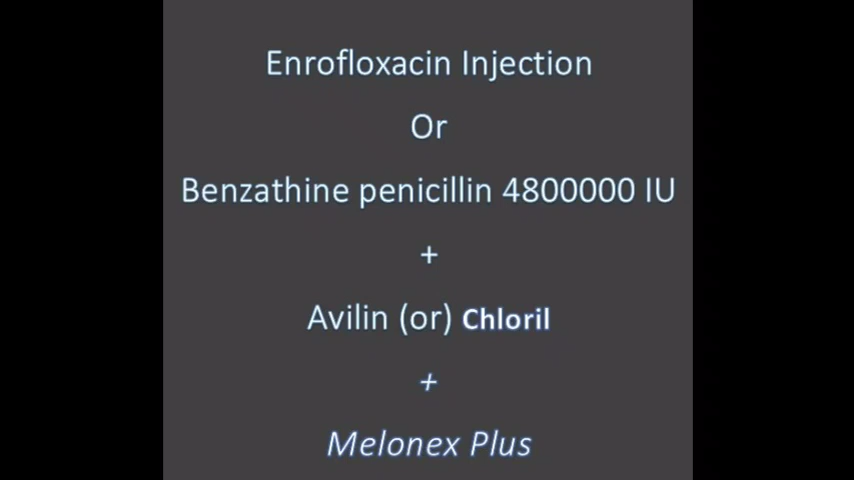 Enrofloxacin Injection
Or
Benzathine penicillin 4800000 IU
+
Avilin (or) Chloril
+
Melonex Plus